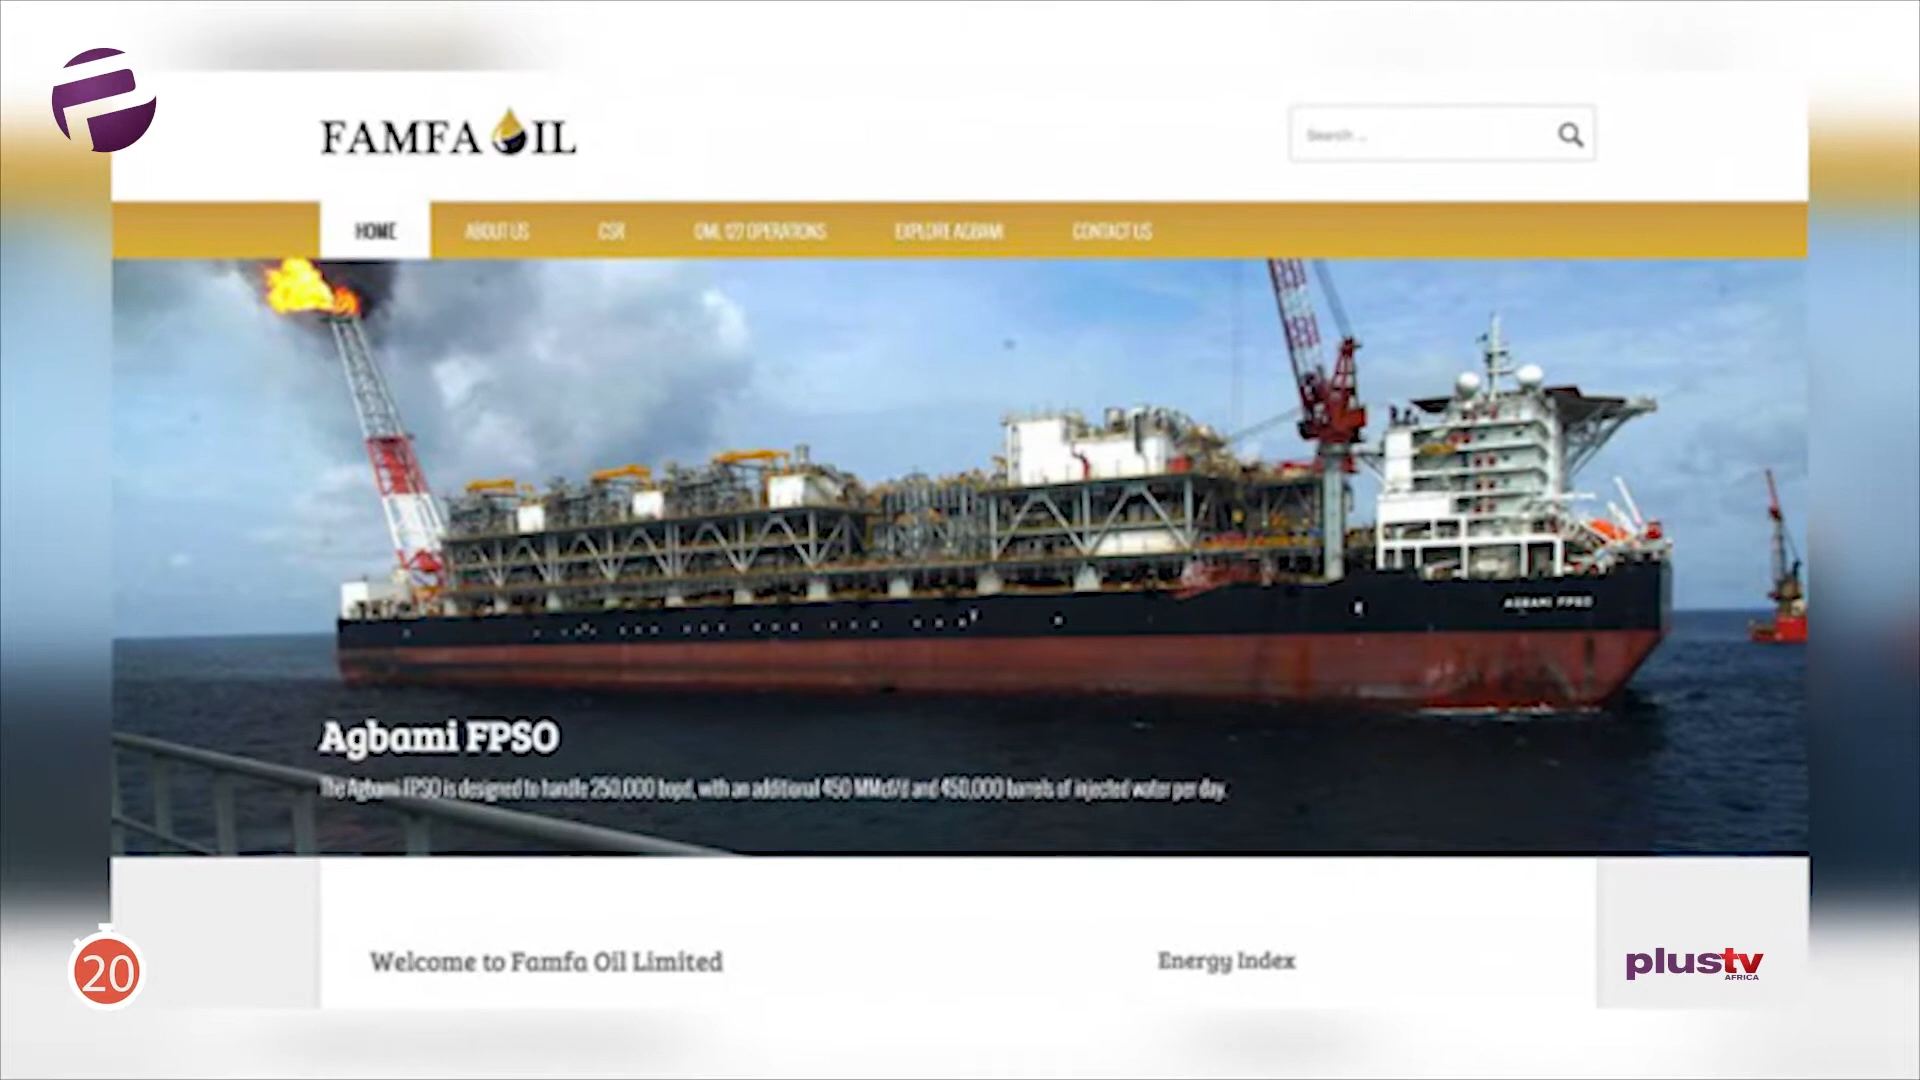 FAMFA OIL
Search ...
HOME
ABOUT US
CSR
OML 127 OPERATIONS
EXPLORE AGBAMI
CONTACT US
AGBAMI FPSO
Agbami FPSO
The Agbami FPSO is designed to handle 250,000 bopd, with an additional 450 MMcf/d and 450,000 barrels of injected water per day.
Welcome to Famfa Oil Limited
Energy Index
20
plustv
AFRICA